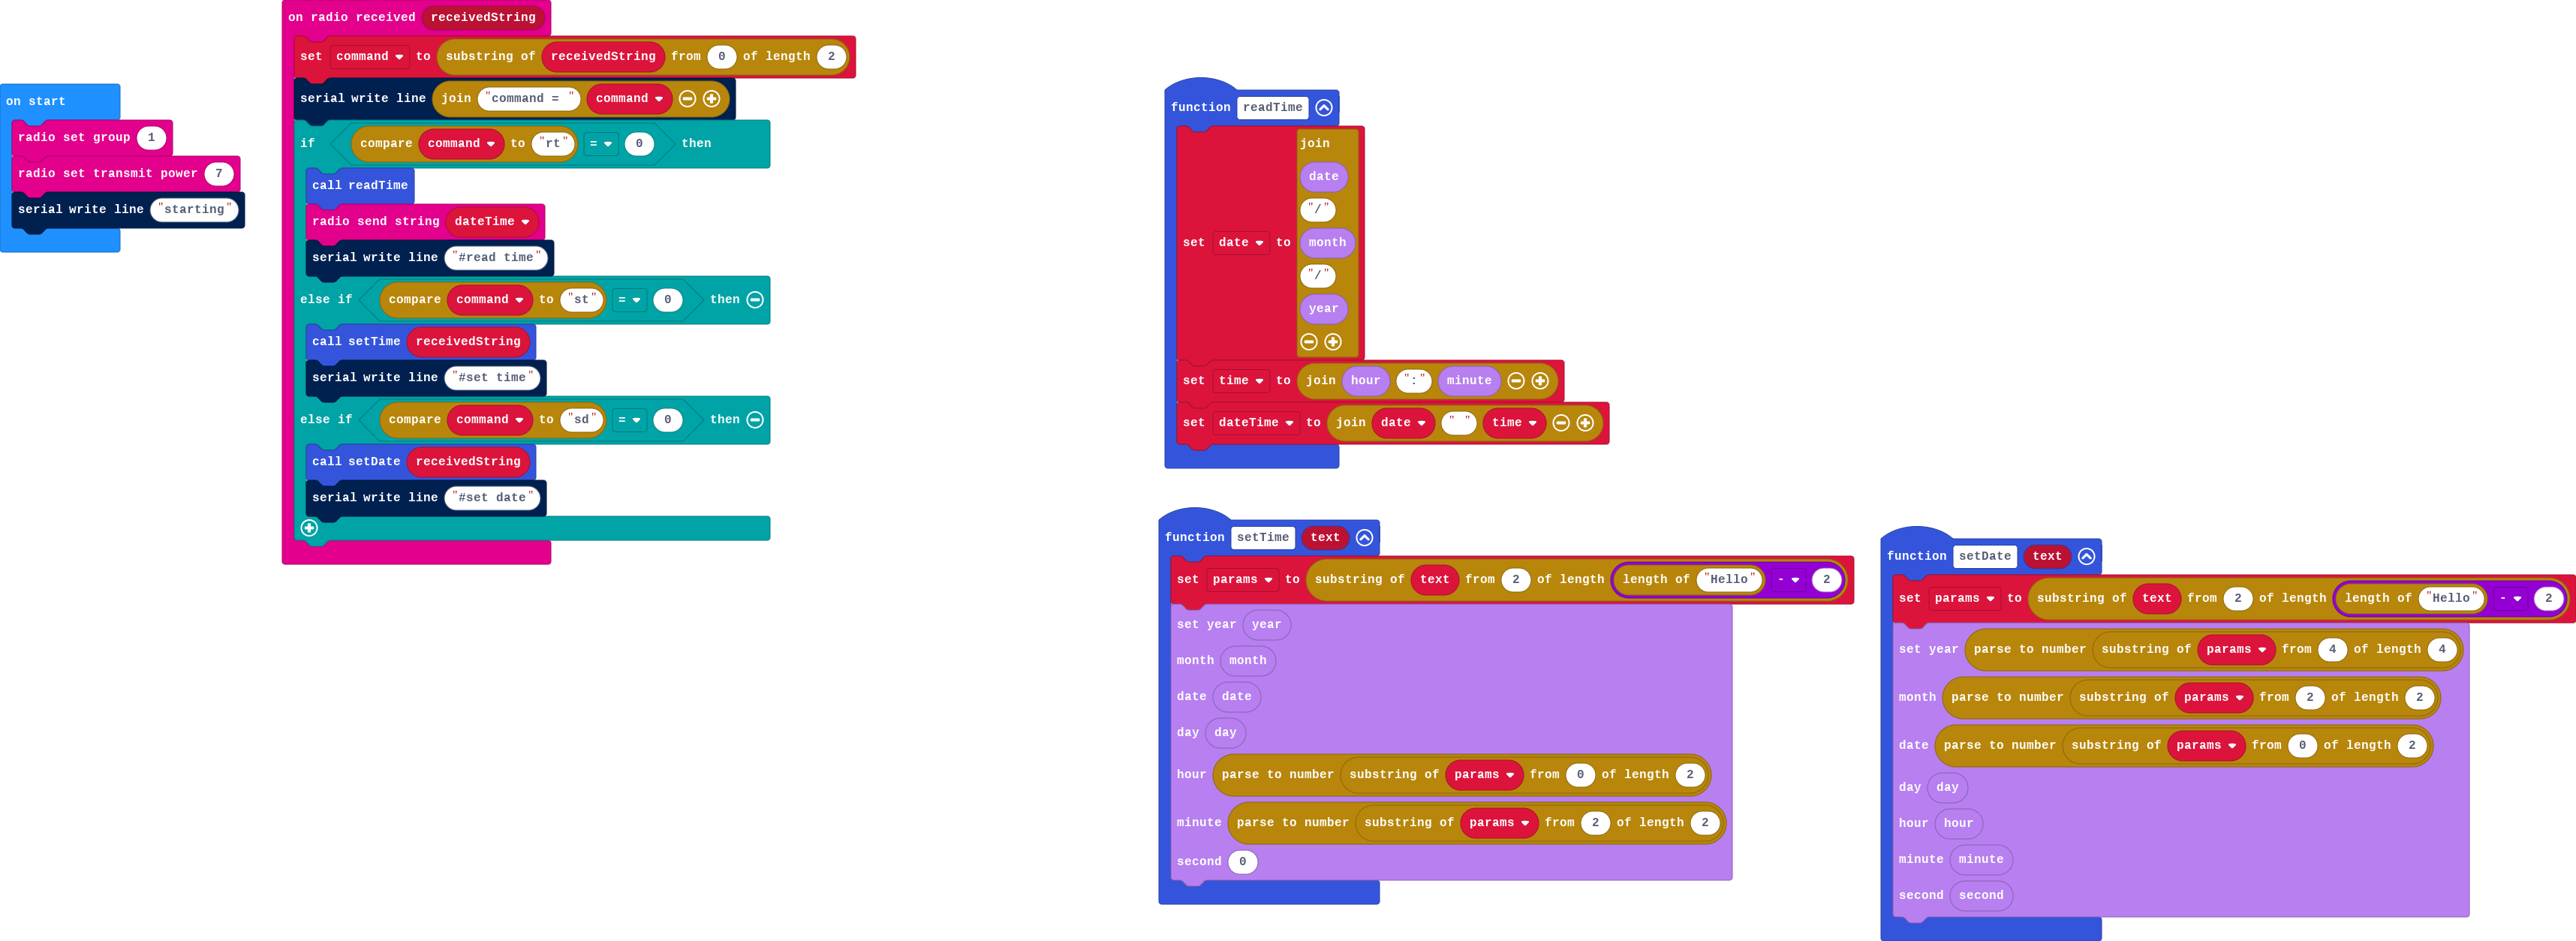 on start
radio set group 1
radio set transmit power 7
serial write line "starting"
on radio received receivedString
set command to substring of receivedString from 0 of length 2
serial write line join "command = " command
if compare command to "rt" = 0 then
call readTime
radio send string dateTime
serial write line "#read time"
else if compare command to "st" = 0 then
call setTime receivedString
serial write line "#set time"
else if compare command to "sd" = 0 then
call setDate receivedString
serial write line "#set date"
function readTime
join
date
"/"
month
set date to
"/"
year
set time to join hour ":" minute
set dateTime to join date " " time
function setTime text
set params to substring of text from 2 of length length of "Hello" - 2
set year year
month month
date date
day day
hour parse to number substring of params from 0 of length 2
minute parse to number substring of params from 2 of length 2
second 0
function setDate text
set params to substring of text from 2 of length length of "Hello" - 2
set year parse to number substring of params from 4 of length 4
month parse to number substring of params from 2 of length 2
date parse to number substring of params from 0 of length 2
day day
hour hour
minute minute
second second